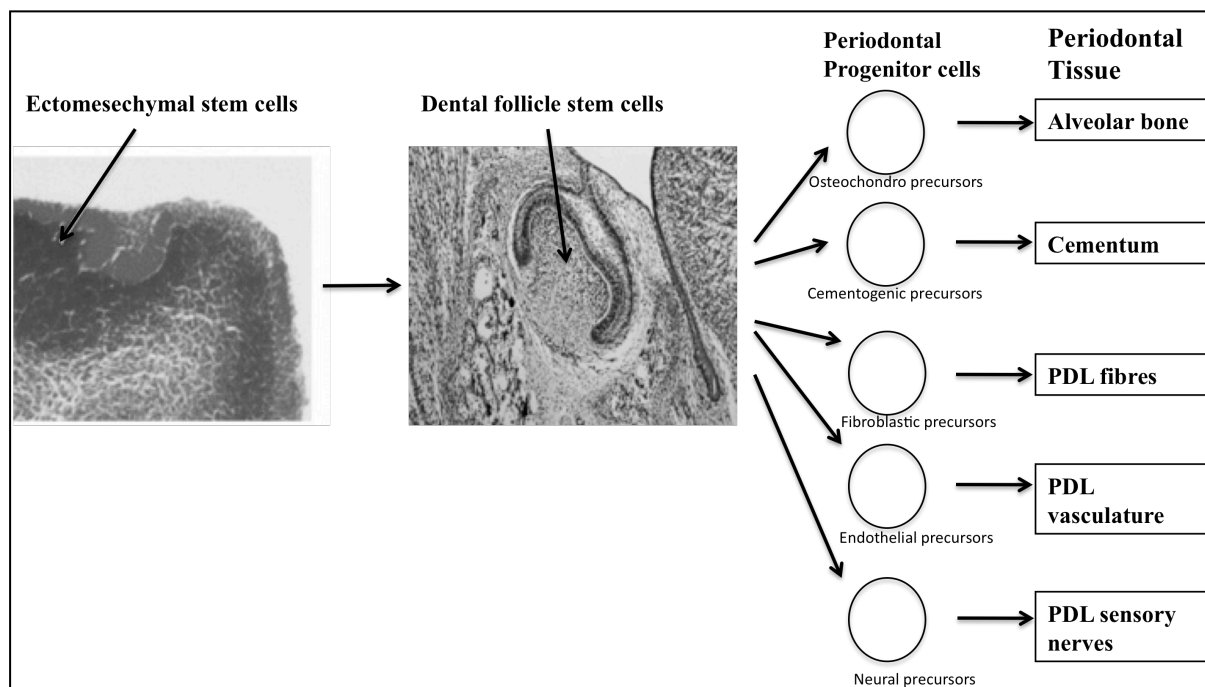 Ectomesechymal stem cells
Dental follicle stem cells
Periodontal
Progenitor cells
Periodontal
Tissue
Osteochondro precursors
Alveolar bone
Cementogenic precursors
Cementum
Fibroblastic precursors
PDL fibres
Endothelial precursors
PDL
vasculature
Neural precursors
PDL sensory
nerves